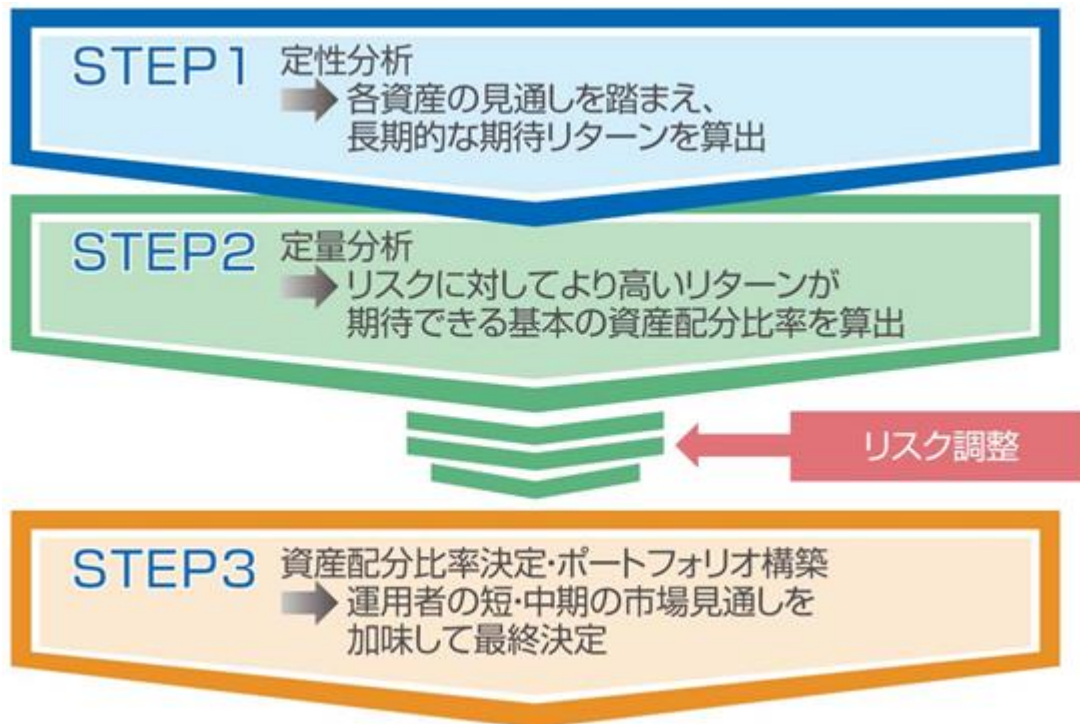 STEP1 定性分析
各資産の見通しを踏まえ、
長期的な期待リターンを算出
STEP2 定量分析
リスクに対してより高いリターンが
期待できる基本の資産配分比率を算出
リスク調整
STEP3 資産配分比率決定・ポートフォリオ構築
運用者の短・中期の市場見通しを
加味して最終決定